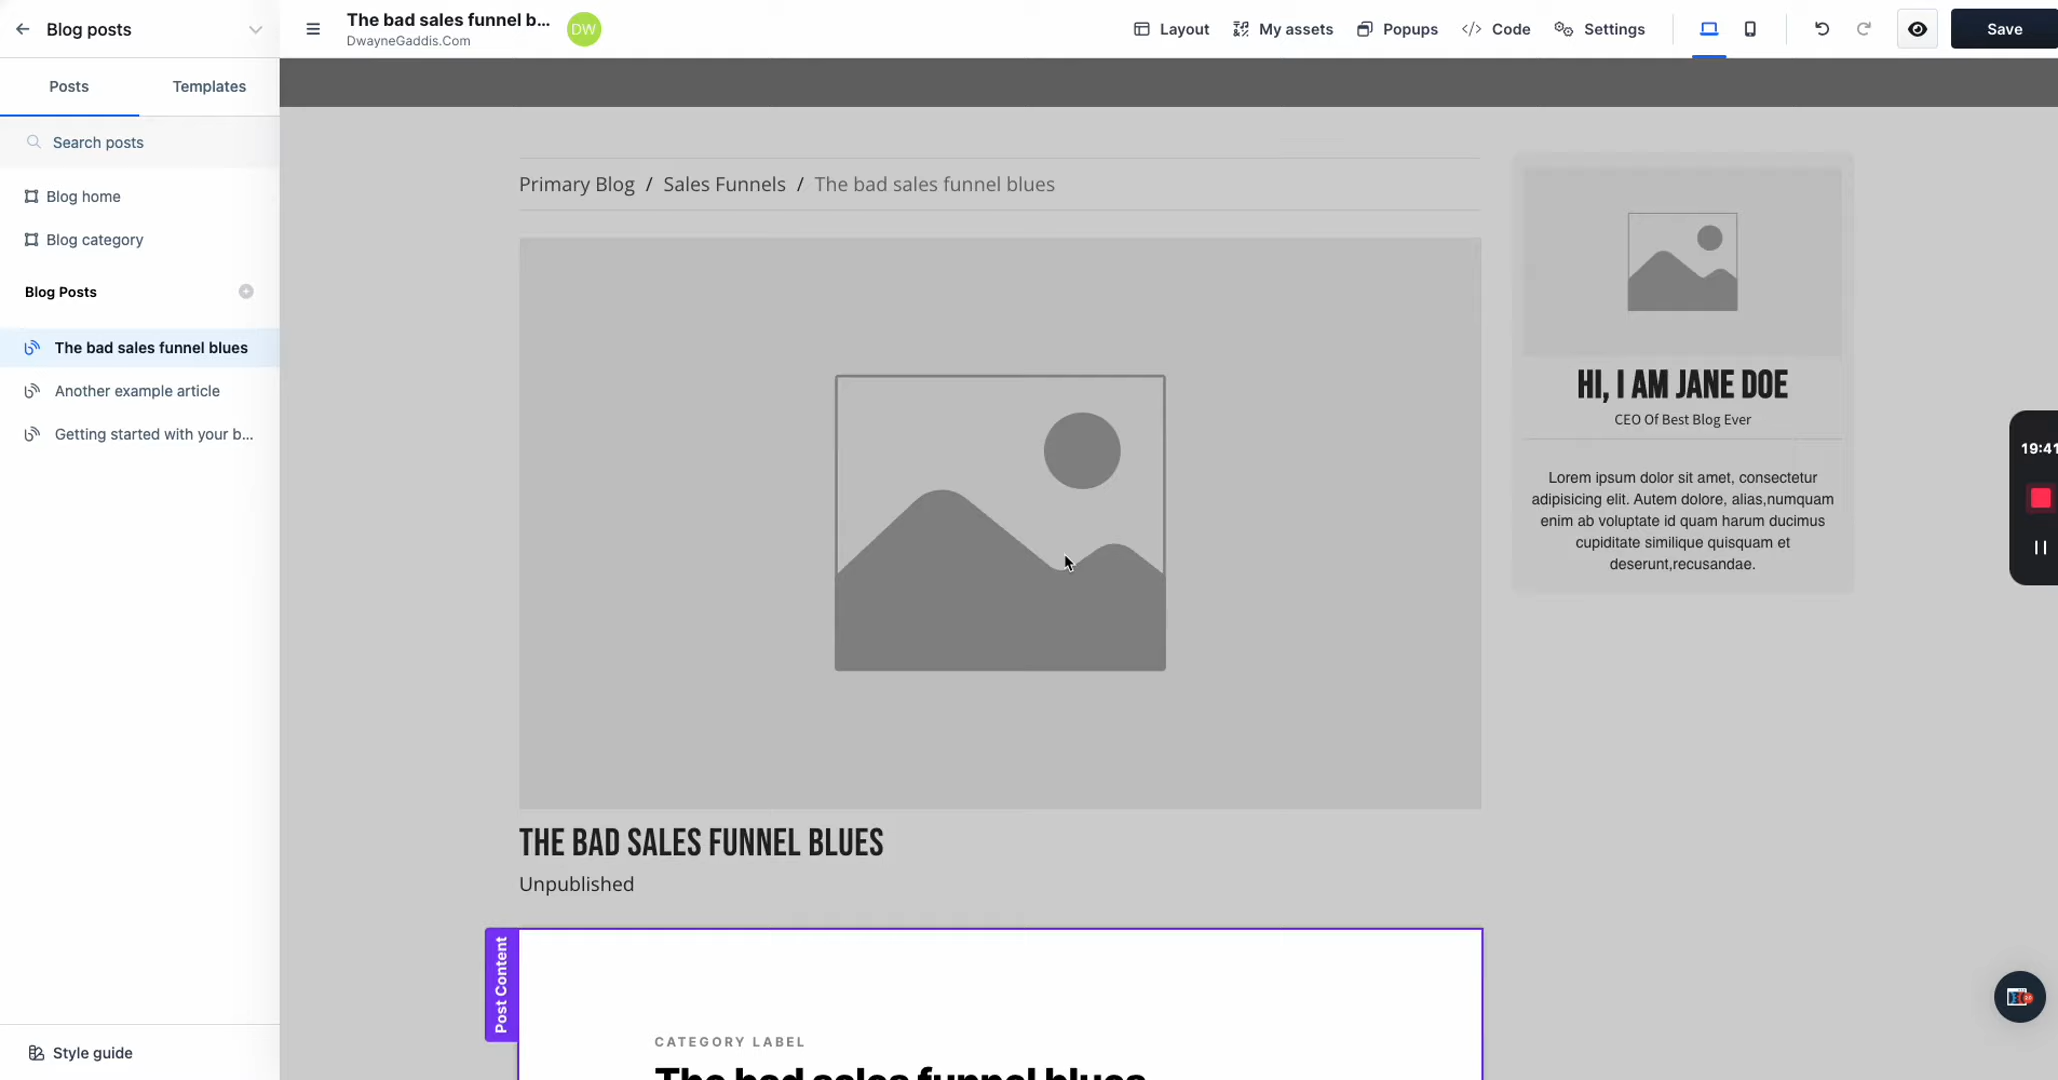 Blog posts
The bad sales funnel b...
DwayneGaddis.Com
DW
Layout
My assets
Popups
Code
Settings
Save
Posts
Templates
Search posts
Blog home
Blog category
Blog Posts
The bad sales funnel blues
Another example article
Getting started with your b...
Style guide
Primary Blog / Sales Funnels / The bad sales funnel blues
THE BAD SALES FUNNEL BLUES
Unpublished
Post Content
CATEGORY LABEL
The bad sales funnel blues
HI, I AM JANE DOE
CEO Of Best Blog Ever
Lorem ipsum dolor sit amet, consectetur
adipisicing elit. Autem dolore, alias,numquam
enim ab voluptate id quam harum ducimus
cupiditate similique quisquam et
deserunt,recusandae.
19:41